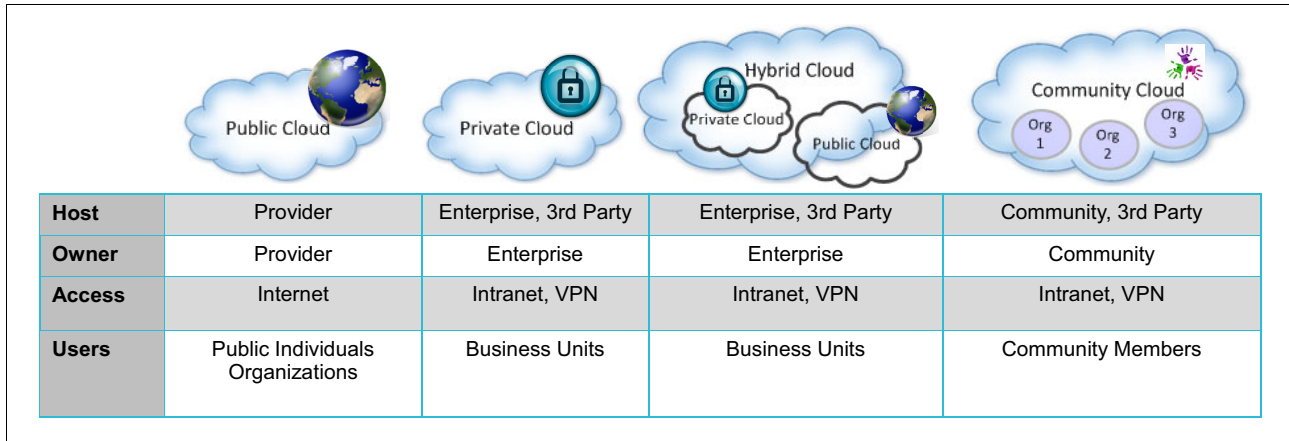 Public Cloud
Private Cloud
Hybrid Cloud
Private Cloud
Public Cloud
Community Cloud
Org
1
Org
2
Org
3
Host Provider Enterprise, 3rd Party Enterprise, 3rd Party Community, 3rd Party
Owner Provider Enterprise Enterprise Community
Access Internet Intranet, VPN Intranet, VPN Intranet, VPN
Users Public Individuals Business Units Business Units Community Members
Organizations